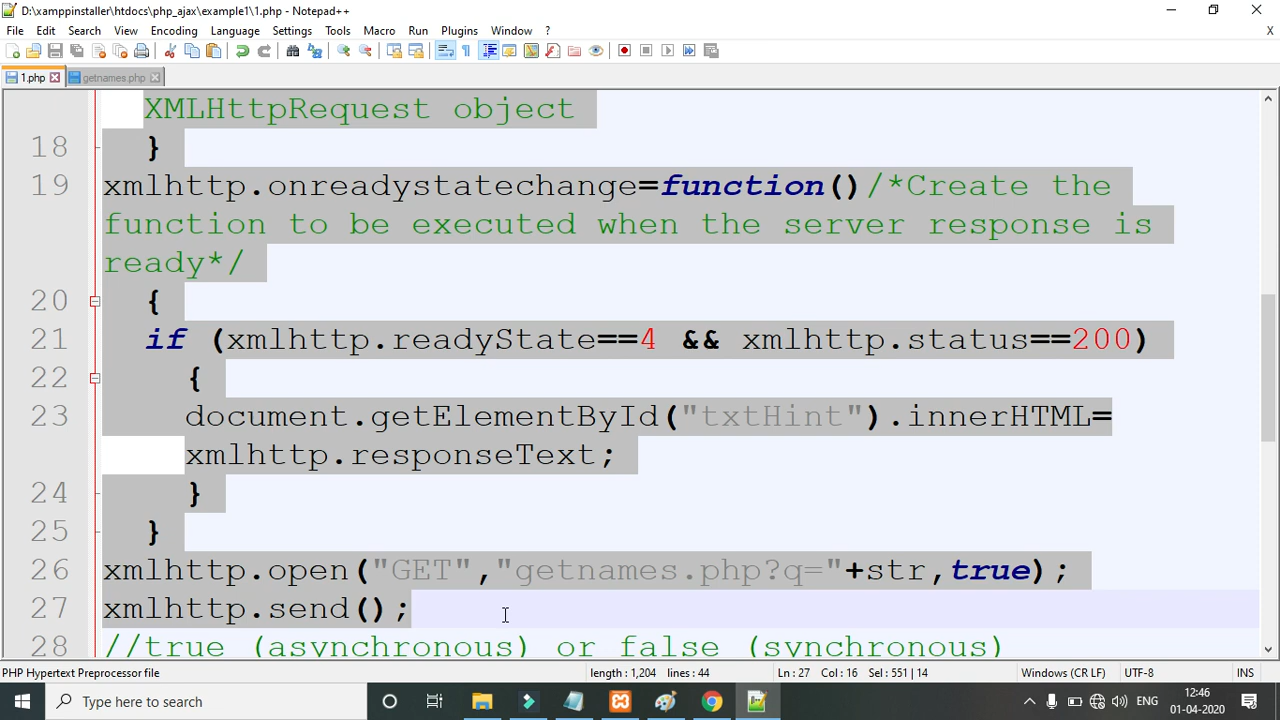 D:\xamppinstaller\htdocs\php_ajax\example1\1.php - Notepad++
File Edit Search View Encoding Language Settings Tools Macro Run Plugins Window ? X
1.php getnames.php
XMLHttpRequest object
18 }
19 xmlhttp.onreadystatechange=function()/*Create the
function to be executed when the server response is
ready*/
20 {
21 if (xmlhttp.readyState==4 && xmlhttp.status==200)
22 {
23 document.getElementById("txtHint").innerHTML=
xmlhttp.responseText;
24 }
25 }
26 xmlhttp.open("GET","getnames.php?q="+str,true);
27 xmlhttp.send();
28 //true (asynchronous) or false (synchronous)
PHP Hypertext Preprocessor file length : 1,204 lines : 44 Ln : 27 Col : 16 Sel : 551 | 14 Windows (CR LF) UTF-8 INS
Type here to search ENG 12:46
01-04-2020